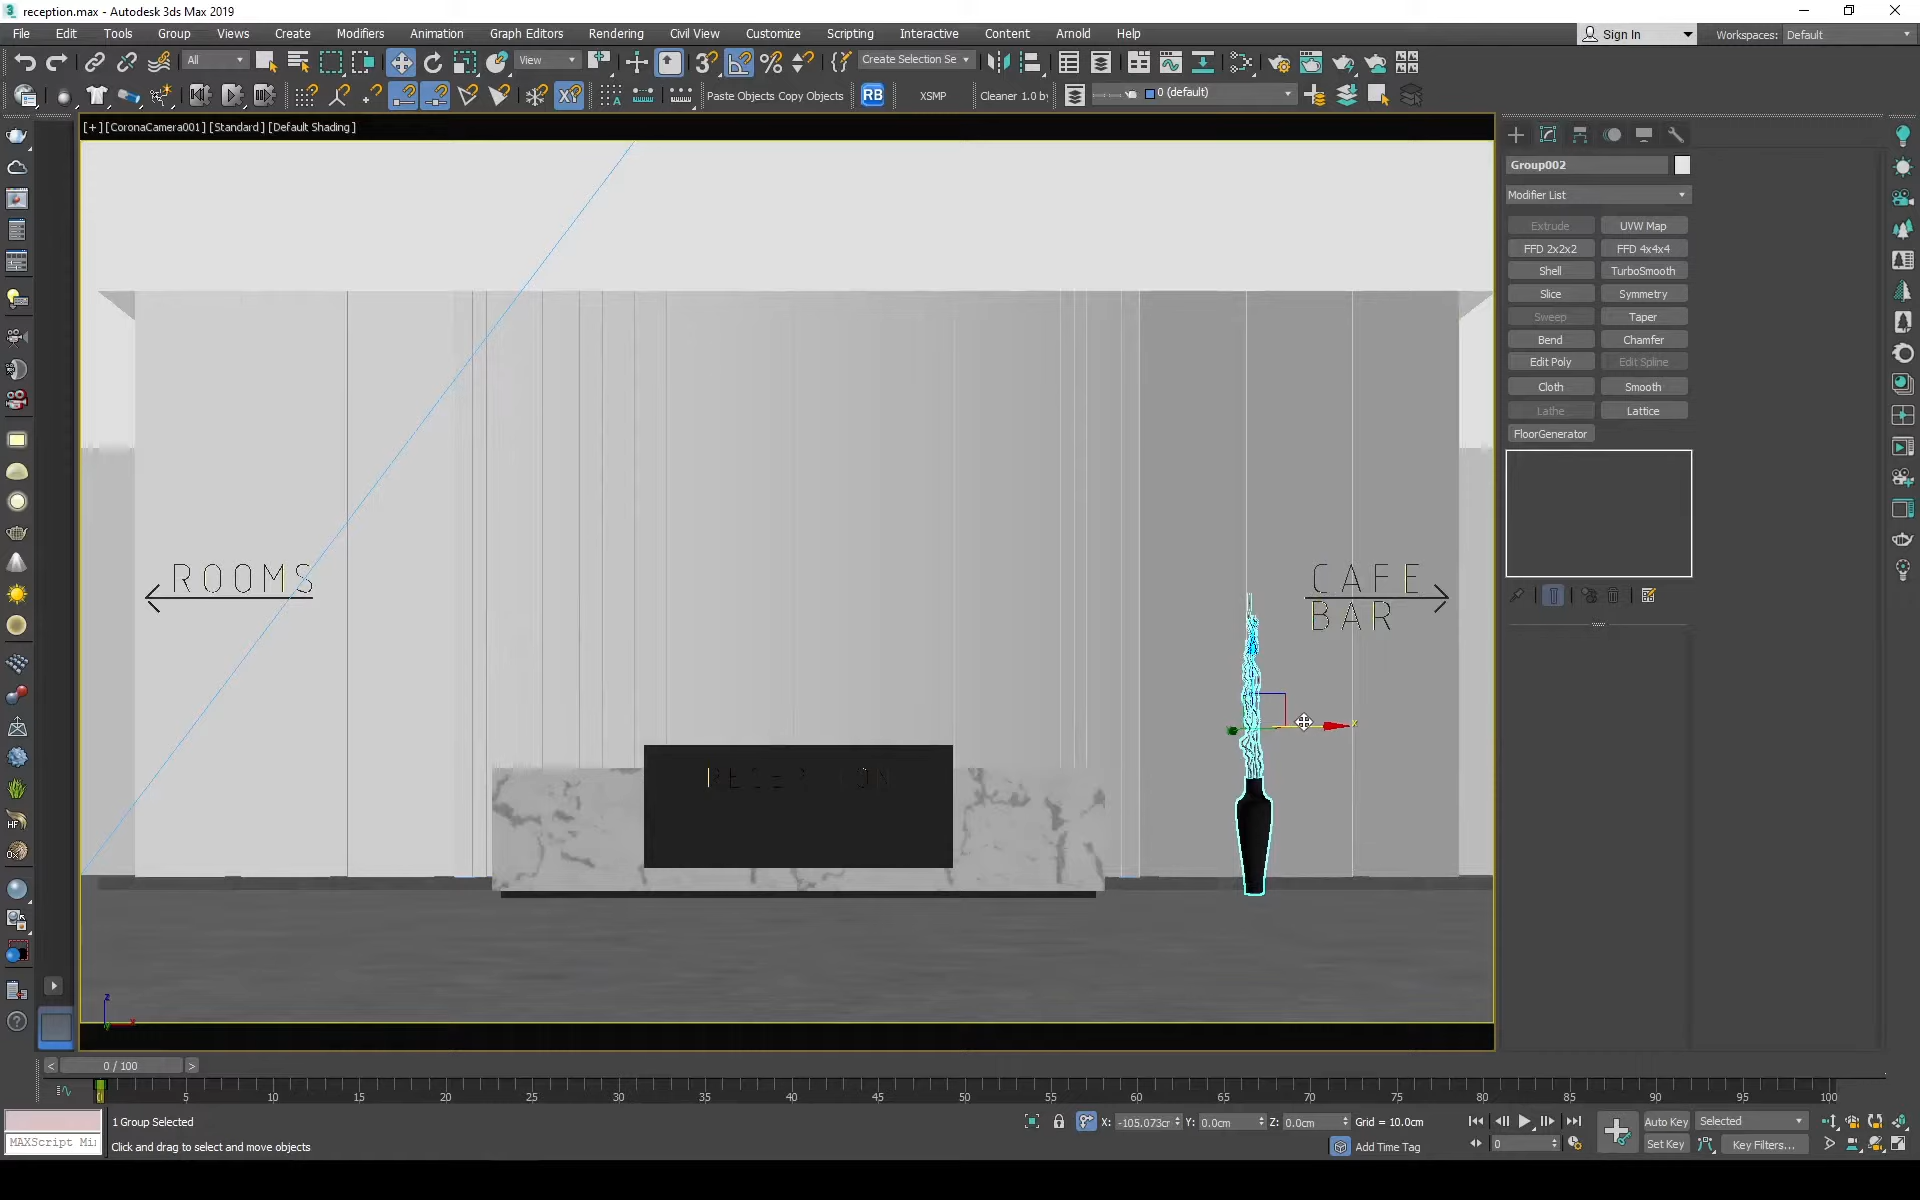 reception.max - Autodesk 3ds Max 2019
File Edit Tools Group Views Create Modifiers Animation Graph Editors Rendering Civil View Customize Scripting Interactive Content Arnold Help
Sign In Workspaces: Default
All View Create Selection Se
Paste Objects Copy Objects RB XSMP Cleaner 1.0 by 0 (default)
[+] [CoronaCamera001] [Standard] [Default Shading]
Group002
Modifier List
Extrude UVW Map
FFD 2x2x2 FFD 4x4x4
Shell TurboSmooth
Slice Symmetry
Sweep Taper
Bend Chamfer
Edit Poly Edit Spline
Cloth Smooth
Lathe Lattice
FloorGenerator
ROOMS
CAFE
BAR
x
z
0 / 100
0 5 10 15 20 25 30 35 40 45 50 55 60 65 70 75 80 85 90 95 100
1 Group Selected
X: -105.073cr Y: 0.0cm Z: 0.0cm Grid = 10.0cm
Auto Key Selected
MAXScript Mi
Click and drag to select and move objects
Add Time Tag
0
Set Key Key Filters...